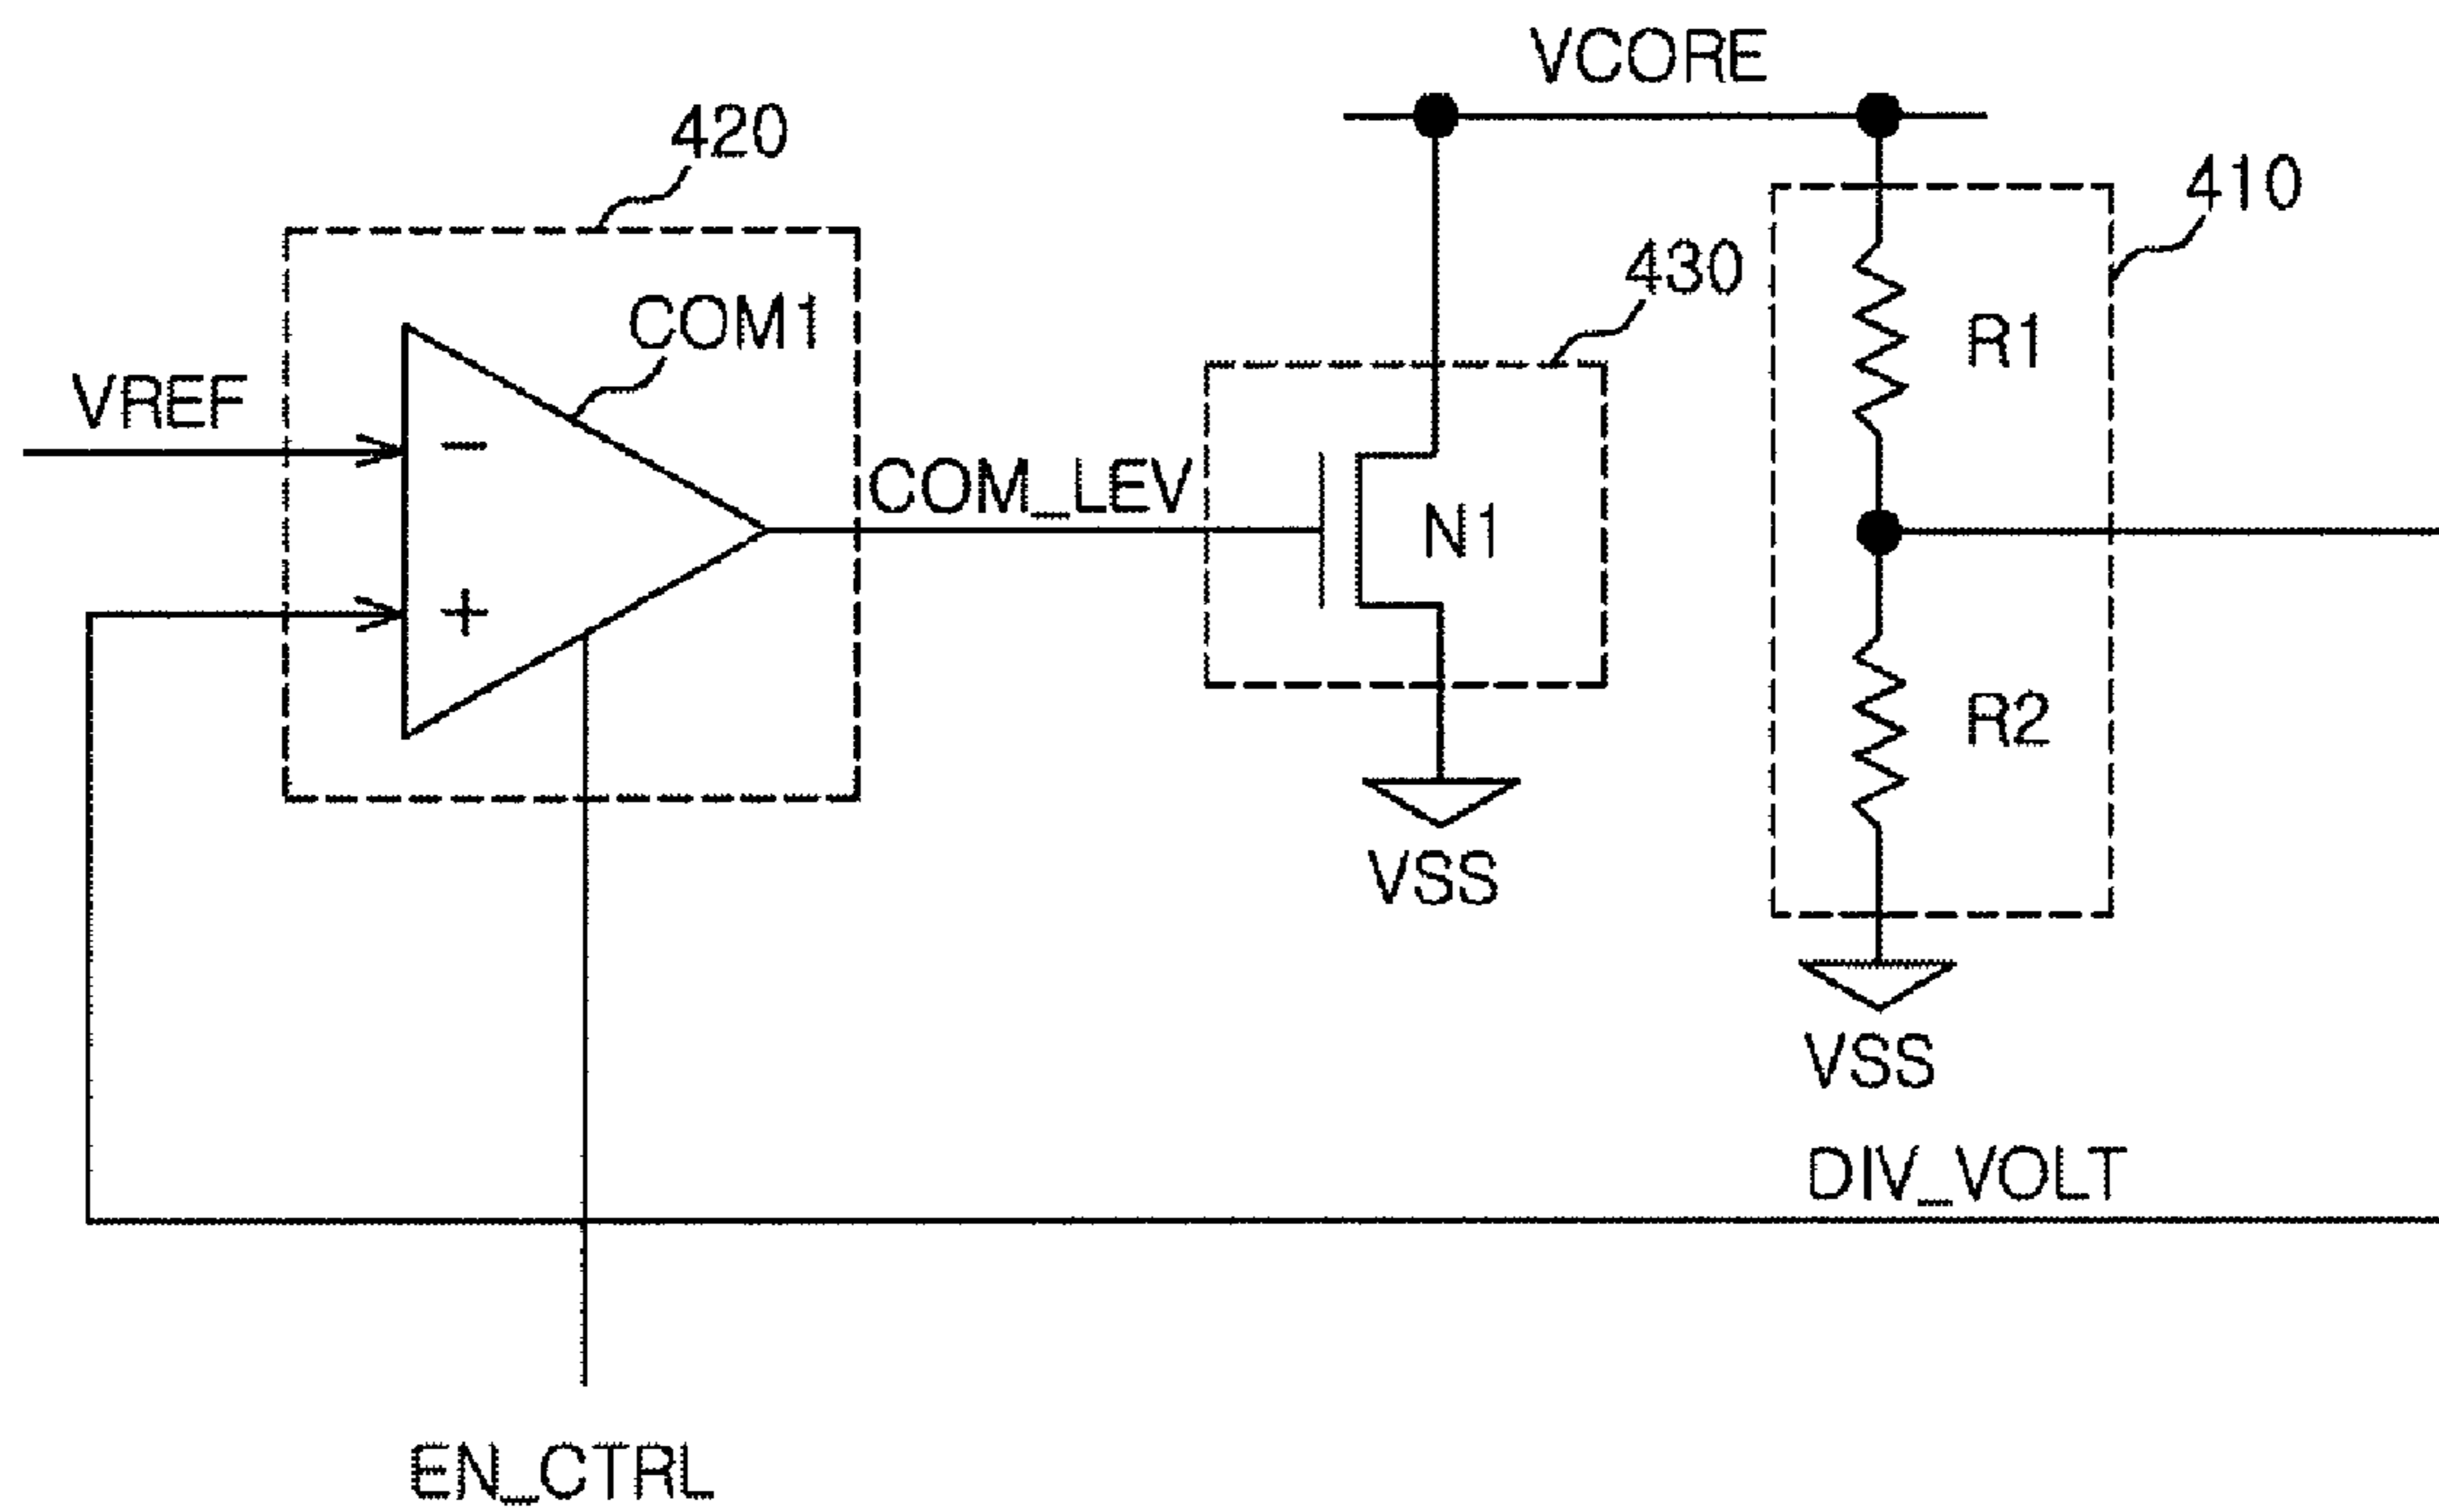 VCORE
420
410
430
COM1
R1
VREF
-
COM_LEV
N1
+
R2
VSS
VSS
DIV_VOLT
EN_CTRL